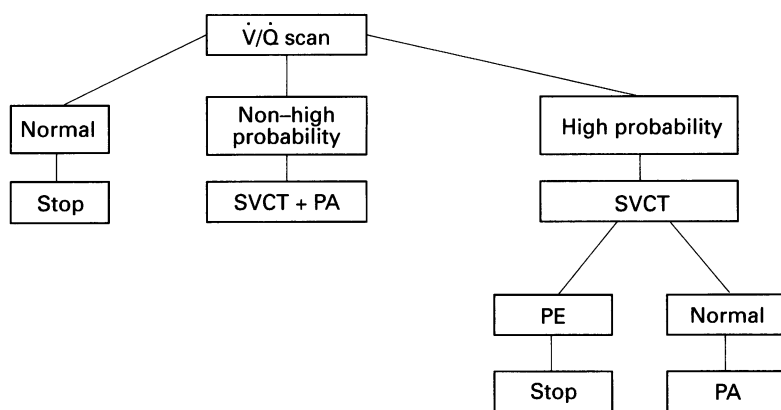 V̇/Q̇ scan
Normal
Non–high
probability
High probability
Stop
SVCT + PA
SVCT
PE
Normal
Stop
PA